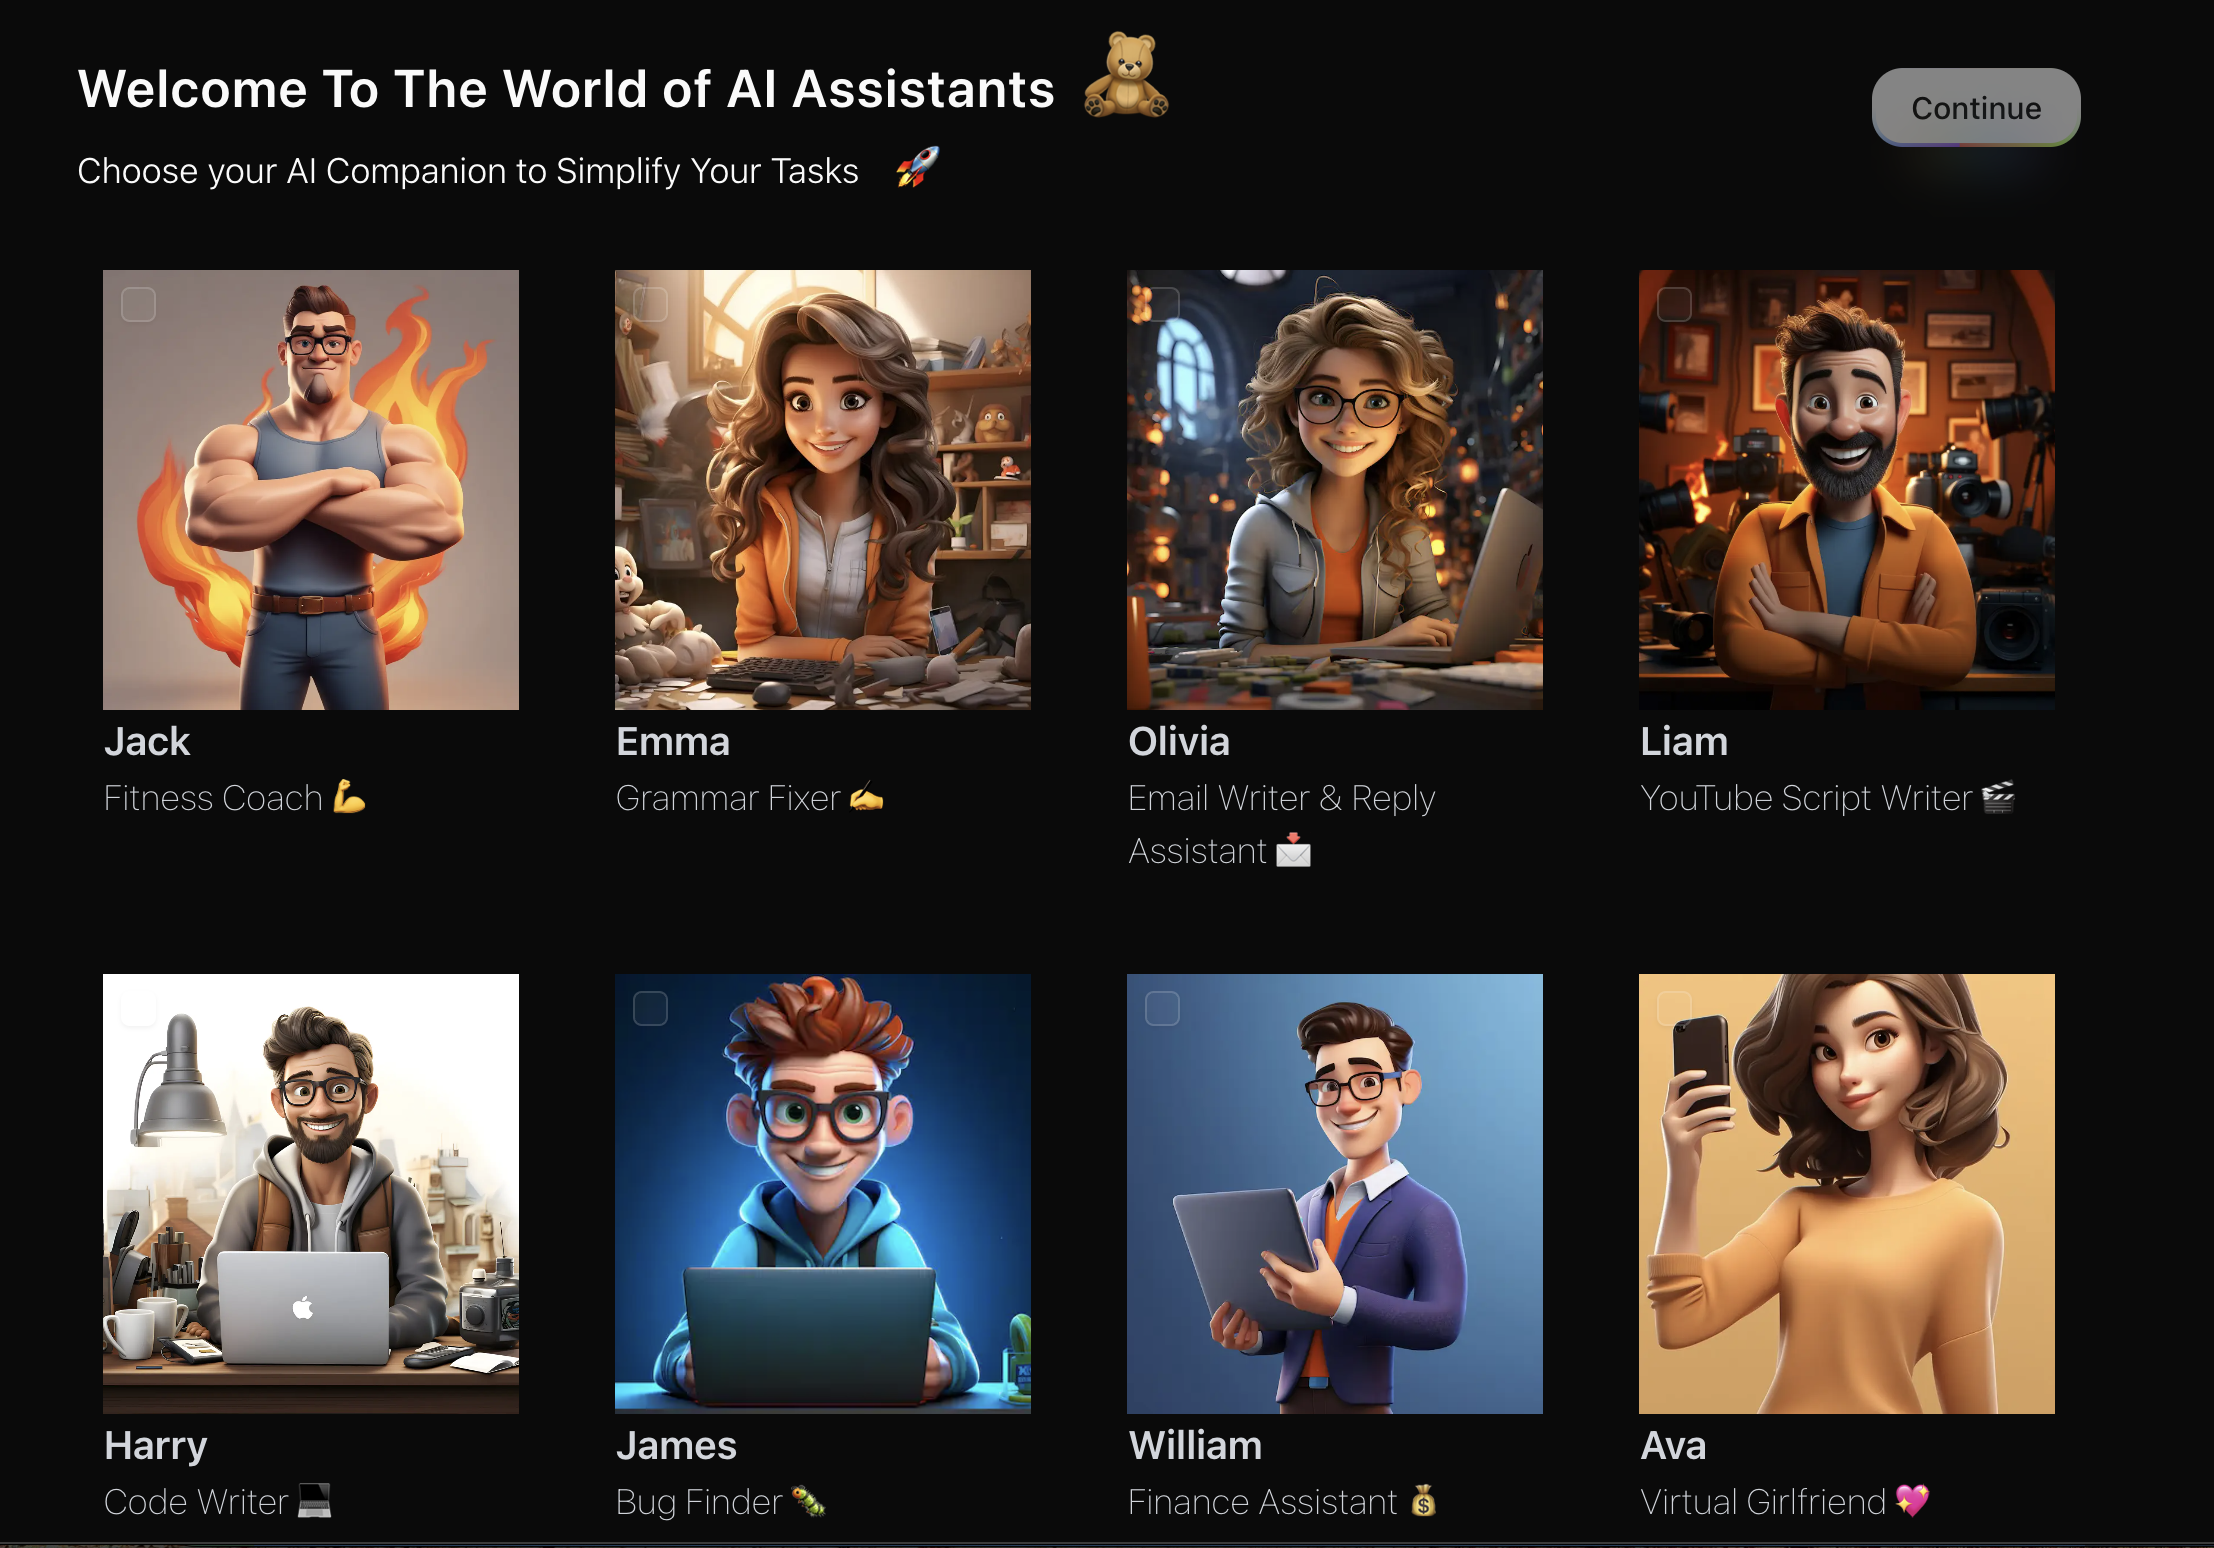 Welcome To The World of AI Assistants 🧸
Continue
Choose your AI Companion to Simplify Your Tasks 🚀
Jack
Fitness Coach 💪
Emma
Grammar Fixer ✍️
Olivia
Email Writer & Reply
Assistant 📩
Liam
YouTube Script Writer 🎬
Harry
Code Writer 💻
James
Bug Finder 🐛
William
Finance Assistant 💰
Ava
Virtual Girlfriend 💖